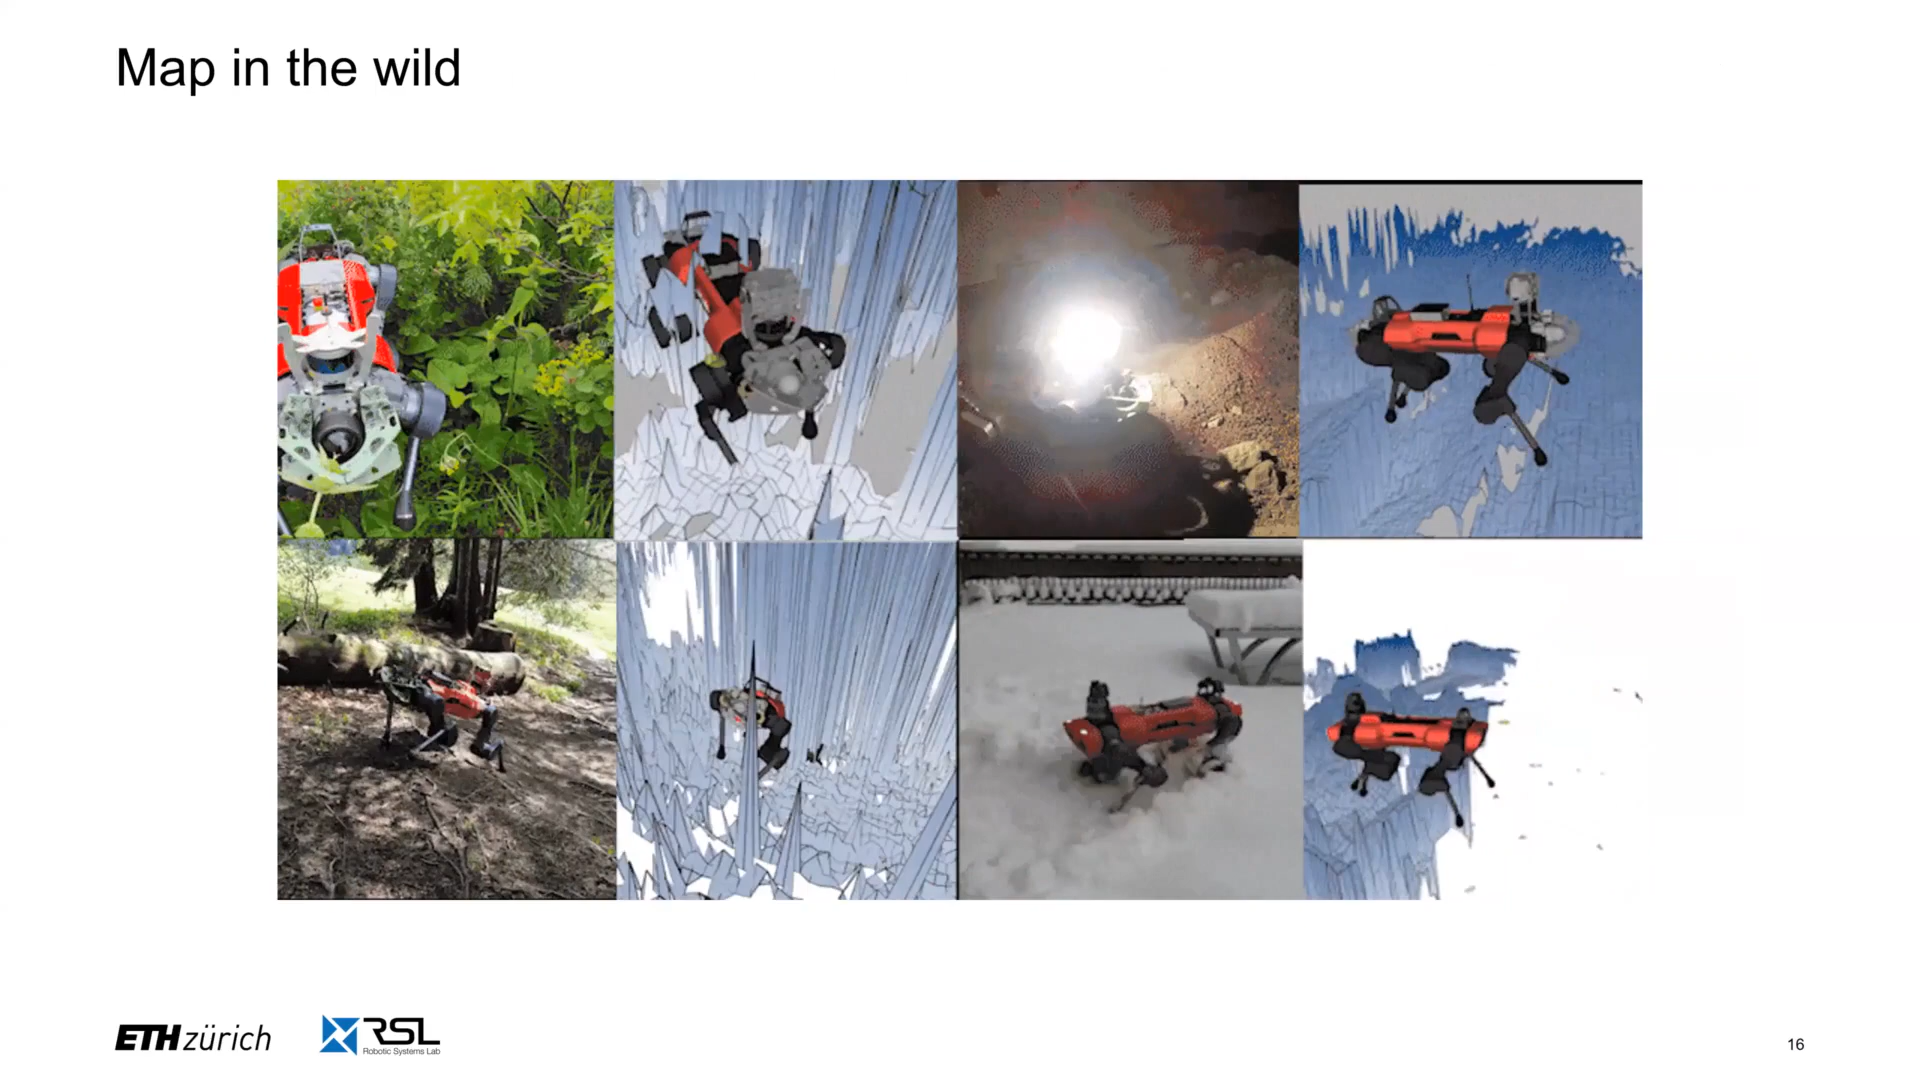 Map in the wild
ETH zürich
RSL
Robotic Systems Lab
16